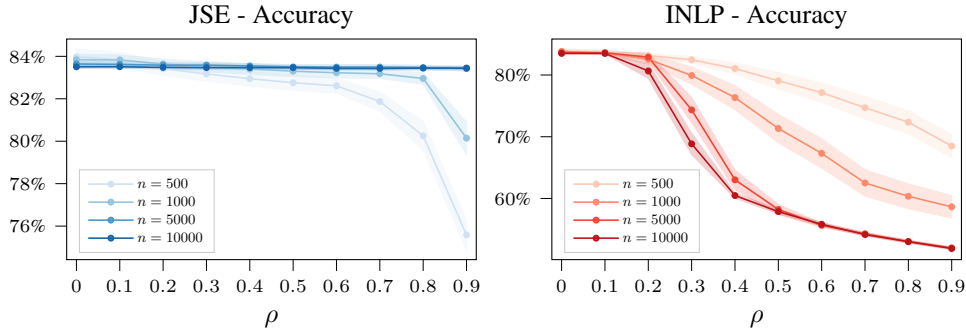 JSE - Accuracy
84%
82%
80%
78%
76%
n = 500
n = 1000
n = 5000
n = 10000
0 0.1 0.2 0.3 0.4 0.5 0.6 0.7 0.8 0.9
ρ
INLP - Accuracy
80%
70%
60%
n = 500
n = 1000
n = 5000
n = 10000
0 0.1 0.2 0.3 0.4 0.5 0.6 0.7 0.8 0.9
ρ